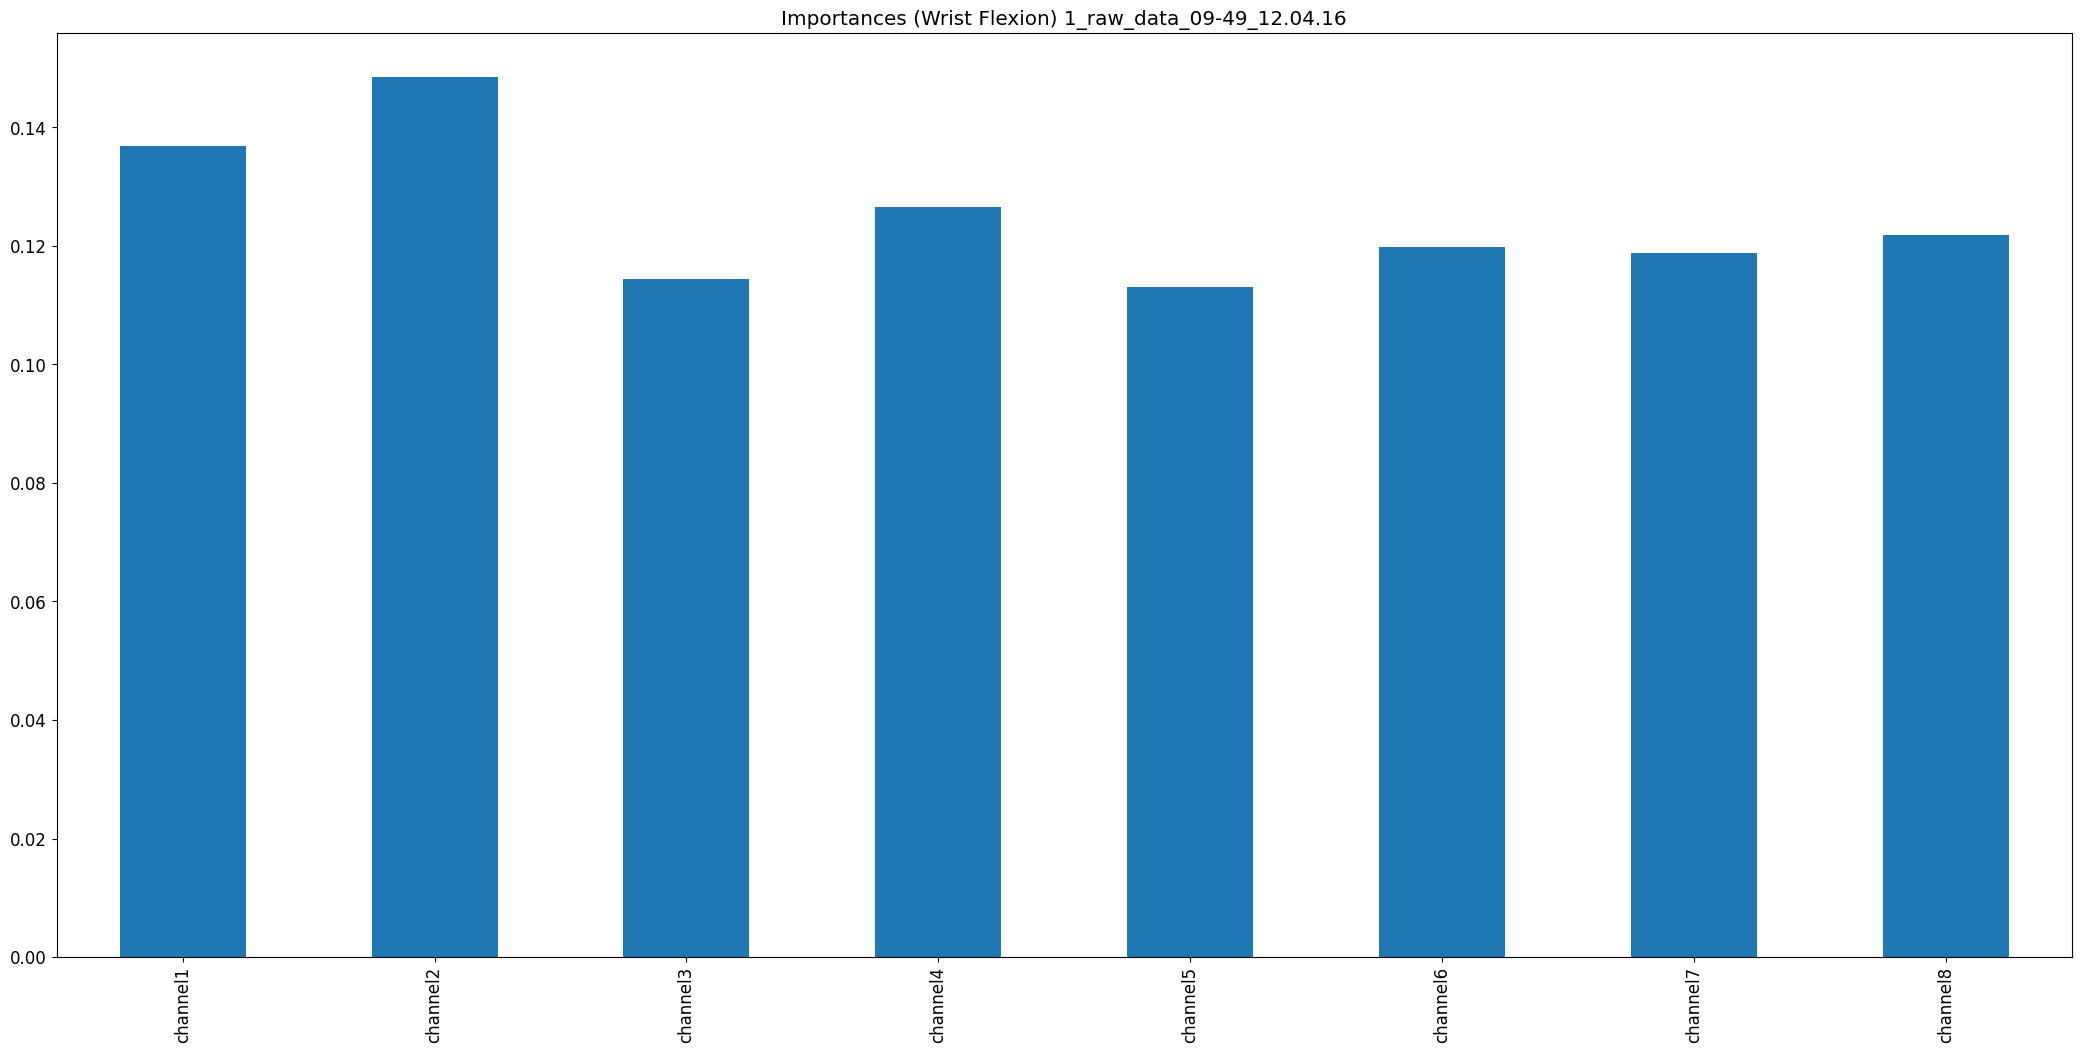 Importances (Wrist Flexion) 1_raw_data_09-49_12.04.16
0.14
0.12
0.10
0.08
0.06
0.04
0.02
0.00
channel1
channel2
channel3
channel4
channel5
channel6
channel7
channel8